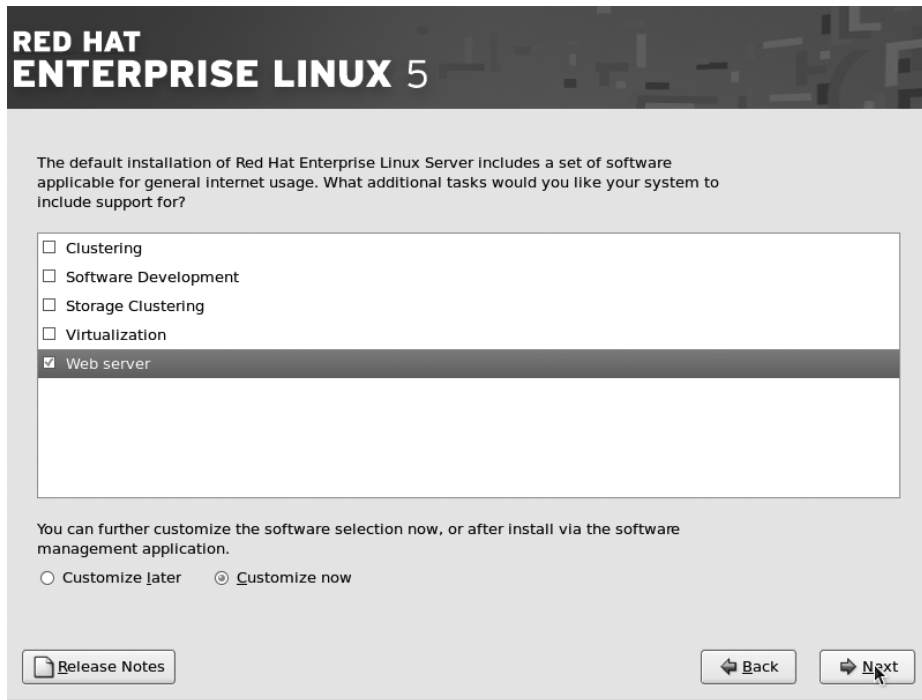 RED HAT
ENTERPRISE LINUX 5
The default installation of Red Hat Enterprise Linux Server includes a set of software
applicable for general internet usage. What additional tasks would you like your system to
include support for?
Clustering
Software Development
Storage Clustering
Virtualization
Web server
You can further customize the software selection now, or after install via the software
management application.
Customize later Customize now
Release Notes Back Next